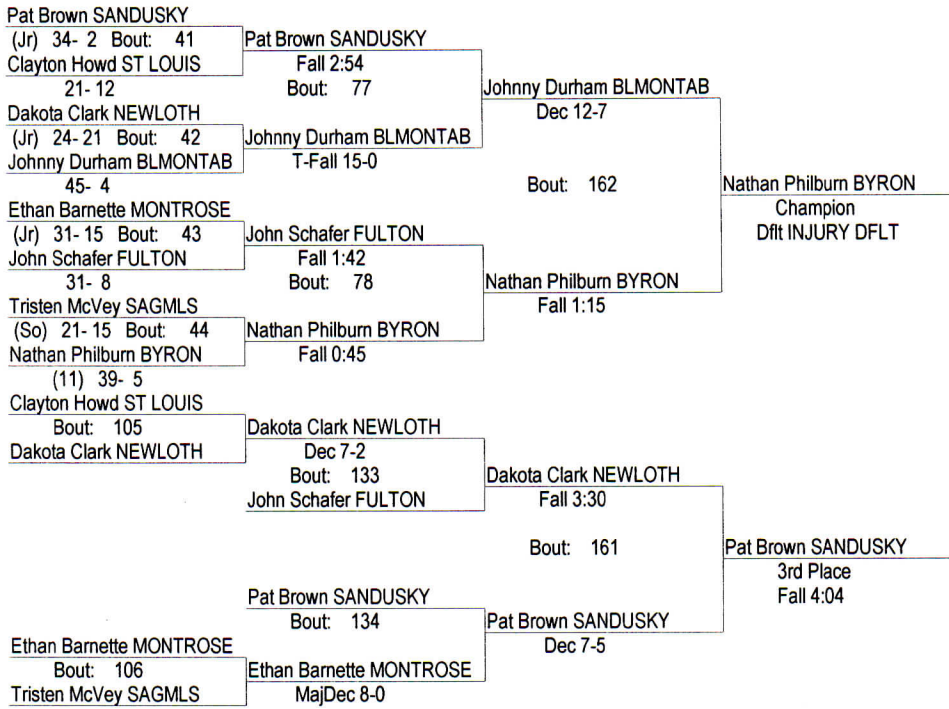 Pat Brown SANDUSKY
(Jr) 34- 2 Bout: 41
Clayton Howd ST LOUIS
21- 12
Dakota Clark NEWLOTH
(Jr) 24- 21 Bout: 42
Johnny Durham BLMONTAB
45- 4
Ethan Barnette MONTROSE
(Jr) 31- 15 Bout: 43
John Schafer FULTON
31- 8
Tristen McVey SAGMLS
(So) 21- 15 Bout: 44
Nathan Philburn BYRON
(11) 39- 5
Pat Brown SANDUSKY
Fall 2:54
Bout: 77
Johnny Durham BLMONTAB
T-Fall 15-0
John Schafer FULTON
Fall 1:42
Bout: 78
Nathan Philburn BYRON
Fall 0:45
Johnny Durham BLMONTAB
Dec 12-7
Bout: 162
Nathan Philburn BYRON
Fall 1:15
Nathan Philburn BYRON
Champion
Dflt INJURY DFLT
Clayton Howd ST LOUIS
Bout: 105
Dakota Clark NEWLOTH
Dakota Clark NEWLOTH
Dec 7-2
Bout: 133
John Schafer FULTON
Dakota Clark NEWLOTH
Fall 3:30
Bout: 161
Pat Brown SANDUSKY
3rd Place
Fall 4:04
Pat Brown SANDUSKY
Bout: 134
Pat Brown SANDUSKY
Dec 7-5
Ethan Barnette MONTROSE
Bout: 106
Tristen McVey SAGMLS
Ethan Barnette MONTROSE
MajDec 8-0